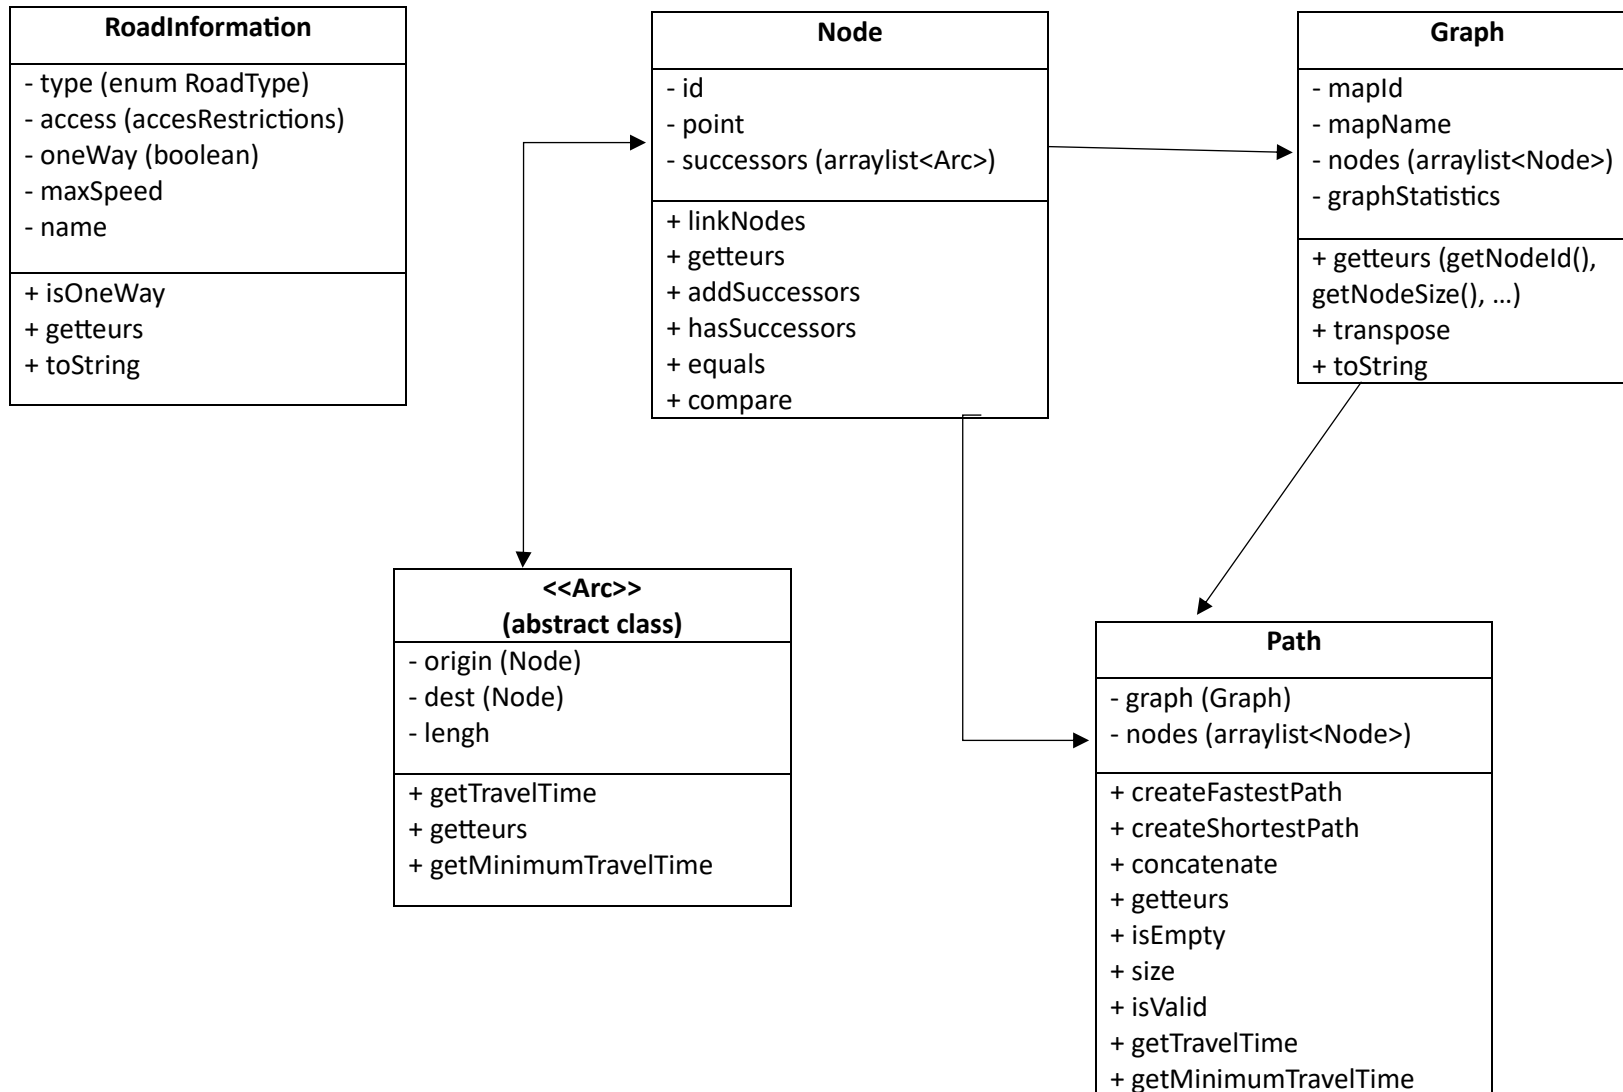 RoadInformation
- type (enum RoadType)
- access (accesRestrictions)
- oneWay (boolean)
- maxSpeed
- name
+ isOneWay
+ getteurs
+ toString
Node
- id
- point
- successors (arraylist<Arc>)
+ linkNodes
+ getteurs
+ addSuccessors
+ hasSuccessors
+ equals
+ compare
Graph
- mapId
- mapName
- nodes (arraylist<Node>)
- graphStatistics
+ getteurs (getNodeId(),
getNodeSize(), …)
+ transpose
+ toString
<<Arc>>
(abstract class)
- origin (Node)
- dest (Node)
- lengh
+ getTravelTime
+ getteurs
+ getMinimumTravelTime
Path
- graph (Graph)
- nodes (arraylist<Node>)
+ createFastestPath
+ createShortestPath
+ concatenate
+ getteurs
+ isEmpty
+ size
+ isValid
+ getTravelTime
+ getMinimumTravelTime